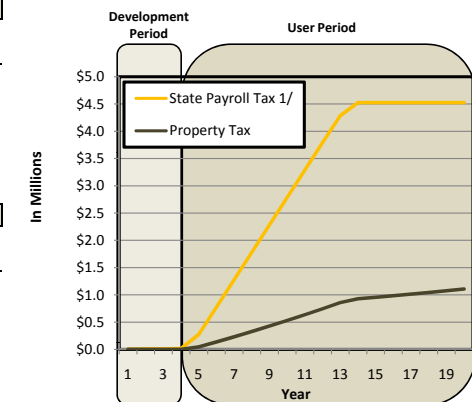 Development
Period
User Period
$5.0
$4.5
$4.0
$3.5
$3.0
$2.5
$2.0
$1.5
$1.0
$0.5
$0.0
In Millions
State Payroll Tax 1/
Property Tax
1 3 5 7 9 11 13 15 17 19
Year